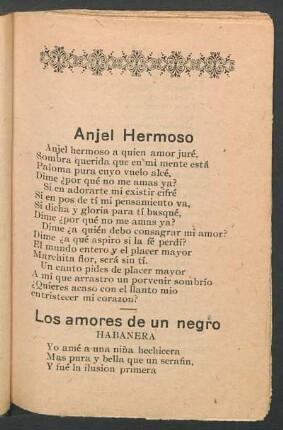 Anjel Hermoso
Anjel hermoso a quien amor juré,
Sombra querida que en mi mente está
Paloma pura cuyo vuelo alcé,
Dime ¿por qué no me amas ya?
Si en adorarte mi existir cifré
Si en pos de tí mi pensamiento va,
Si dicha y gloria para tí busqué,
Dime ¿por qué no me amas ya?
Dime ¿a quién debo consagrar mi amor?
Dime ¿a qué aspiro si la fé perdí?
El mundo entero y el placer mayor
Marchita flor, será sin tí.
Un canto pides de placer mayor
A mi que arrastro un porvenir sombrío
¿Quieres acaso con el llanto mio
entristecer mi corazon?
Los amores de un negro
HABANERA
Yo amé a una niña hechicera
Mas pura y bella que un serafin,
Y fué la ilusion primera